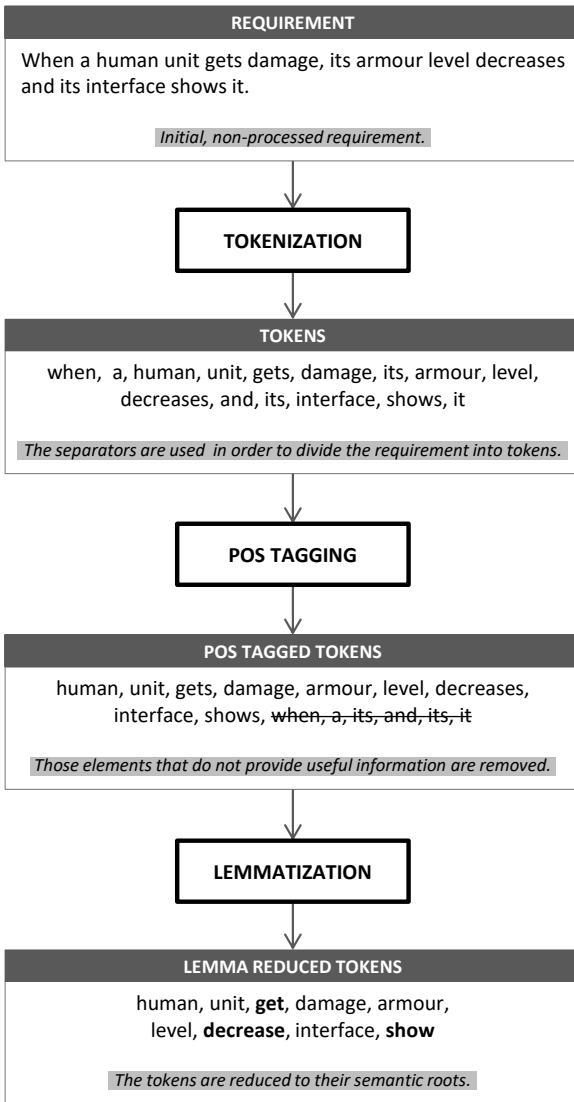 REQUIREMENT
When a human unit gets damage, its armour level decreases
and its interface shows it.
Initial, non-processed requirement.
TOKENIZATION
TOKENS
when, a, human, unit, gets, damage, its, armour, level,
decreases, and, its, interface, shows, it
The separators are used in order to divide the requirement into tokens.
POS TAGGING
POS TAGGED TOKENS
human, unit, gets, damage, armour, level, decreases,
interface, shows, when, a, its, and, its, it
Those elements that do not provide useful information are removed.
LEMMATIZATION
LEMMA REDUCED TOKENS
human, unit, get, damage, armour,
level, decrease, interface, show
The tokens are reduced to their semantic roots.